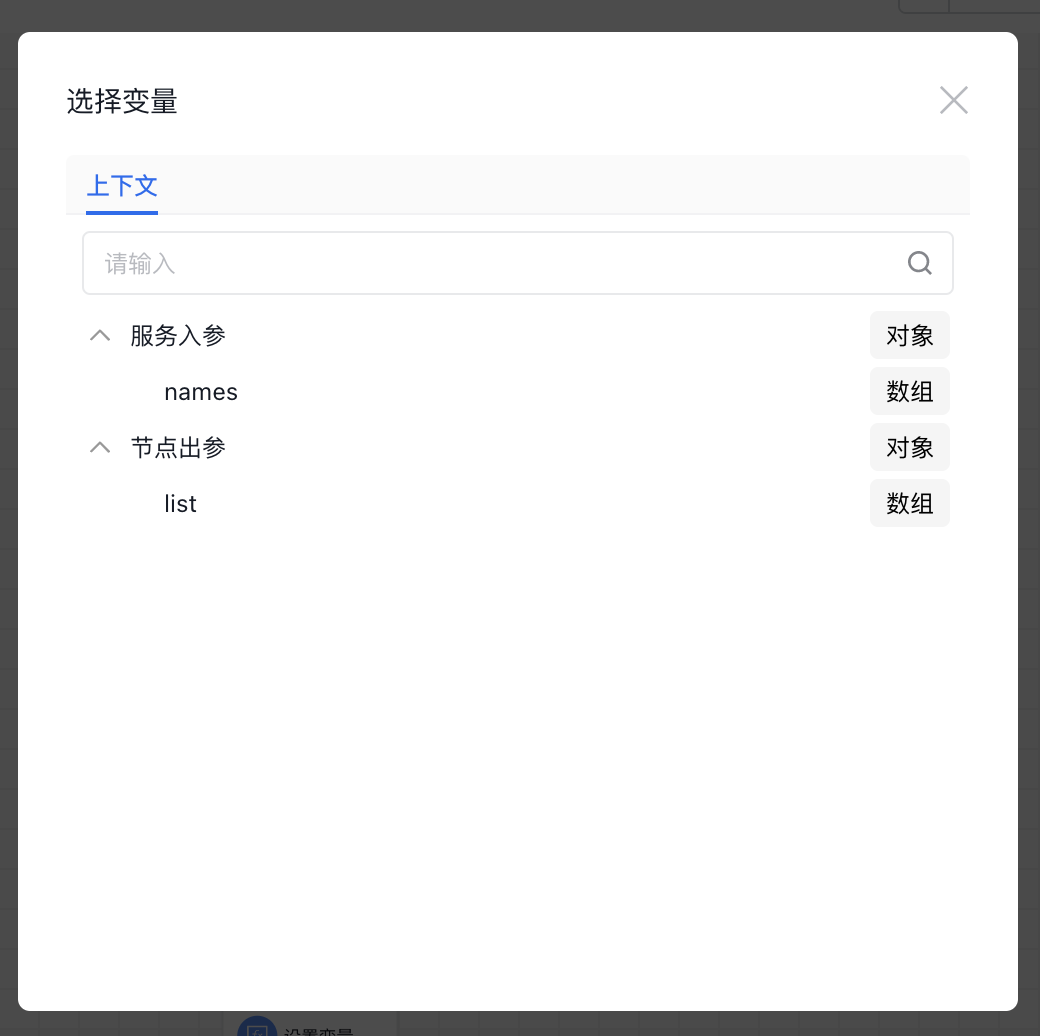 选择变量
上下文
请输入
服务入参 对象
names 数组
节点出参 对象
list 数组
设置变量